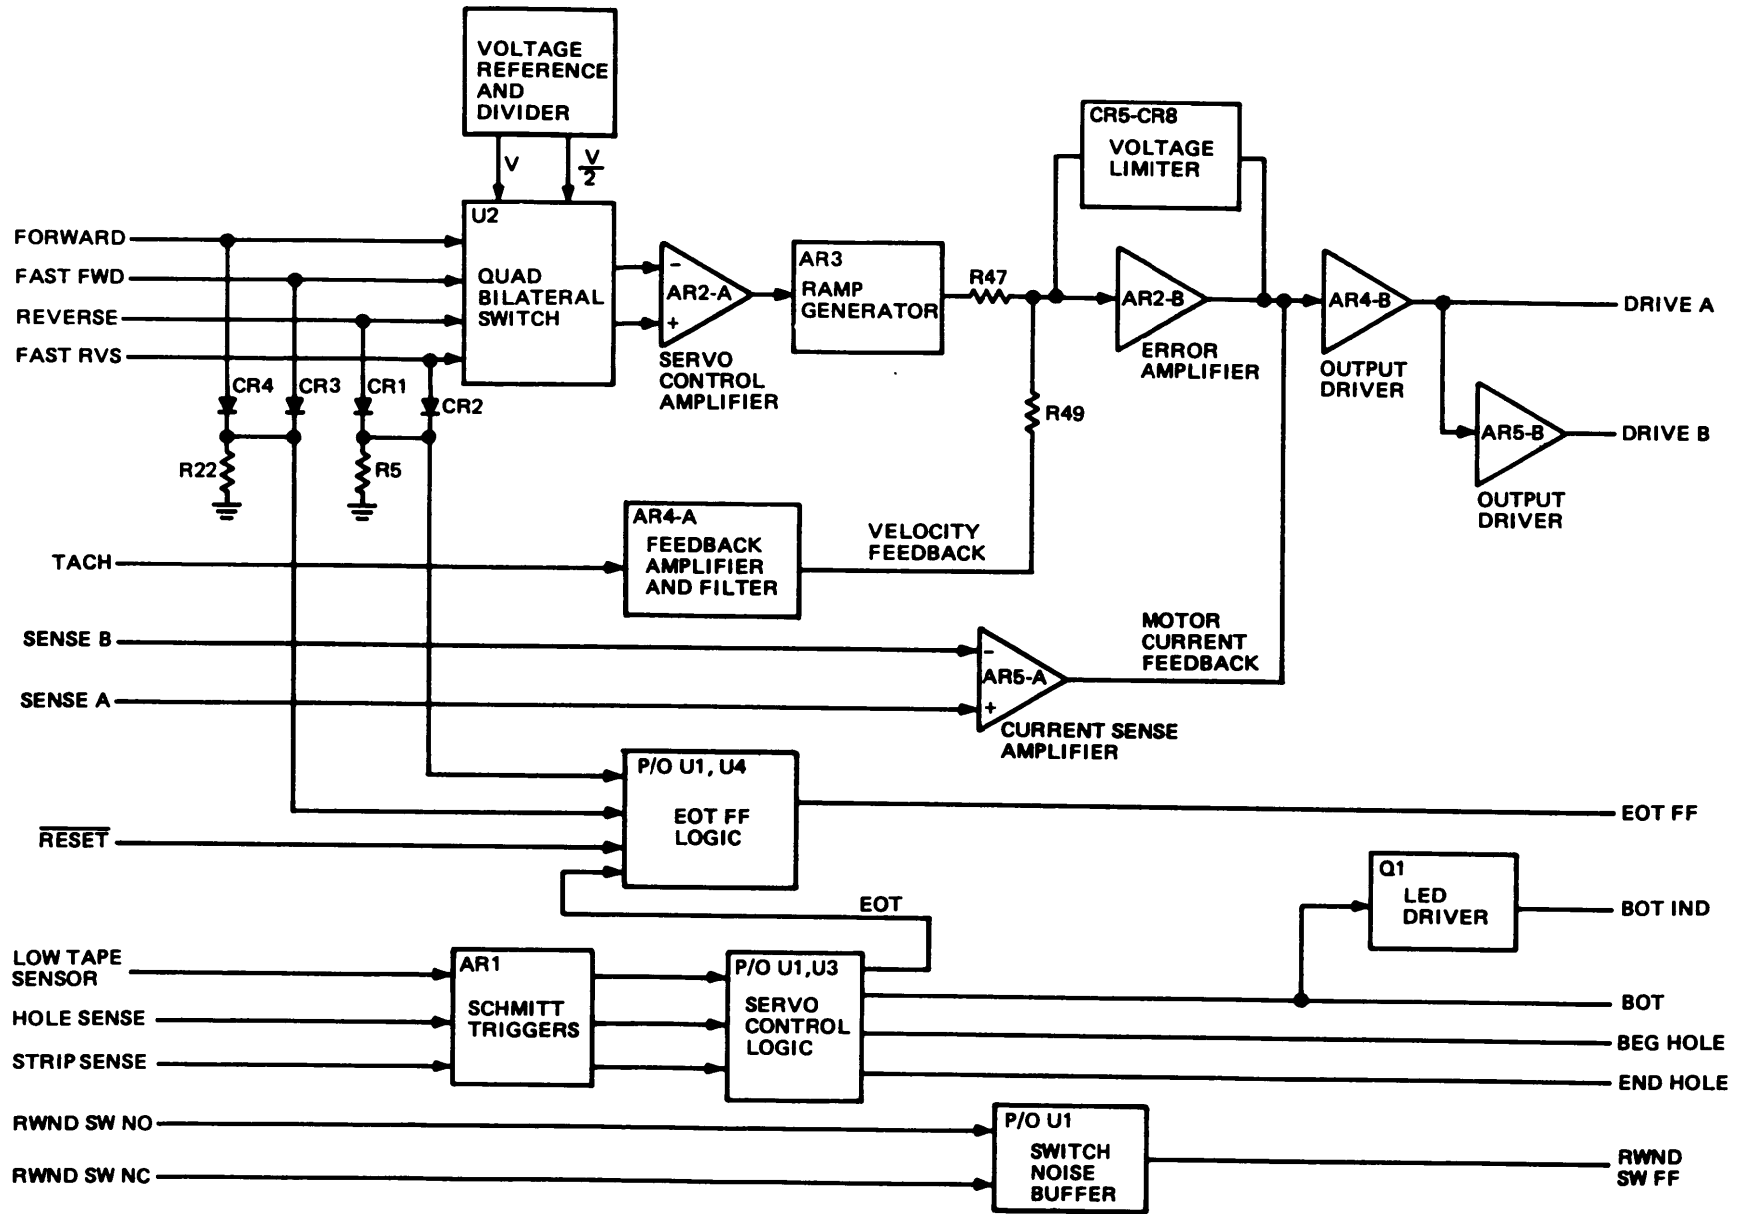 VOLTAGE
REFERENCE
AND
DIVIDER
V
V
2
U2
QUAD
BILATERAL
SWITCH
FORWARD
FAST FWD
REVERSE
FAST RVS
CR4
CR3
CR1
CR2
R22
R5
-
AR2-A
+
SERVO
CONTROL
AMPLIFIER
AR3
RAMP
GENERATOR
R47
R49
CR5-CR8
VOLTAGE
LIMITER
AR2-B
ERROR
AMPLIFIER
AR4-B
OUTPUT
DRIVER
DRIVE A
AR5-B
DRIVE B
OUTPUT
DRIVER
TACH
AR4-A
FEEDBACK
AMPLIFIER
AND FILTER
VELOCITY
FEEDBACK
SENSE B
SENSE A
-
AR5-A
+
CURRENT SENSE
AMPLIFIER
MOTOR
CURRENT
FEEDBACK
P/O U1, U4
EOT FF
LOGIC
RESET
EOT FF
EOT
Q1
LED
DRIVER
BOT IND
LOW TAPE
SENSOR
HOLE SENSE
STRIP SENSE
AR1
SCHMITT
TRIGGERS
P/O U1,U3
SERVO
CONTROL
LOGIC
BOT
BEG HOLE
END HOLE
RWND SW NO
RWND SW NC
P/O U1
SWITCH
NOISE
BUFFER
RWND
SW FF